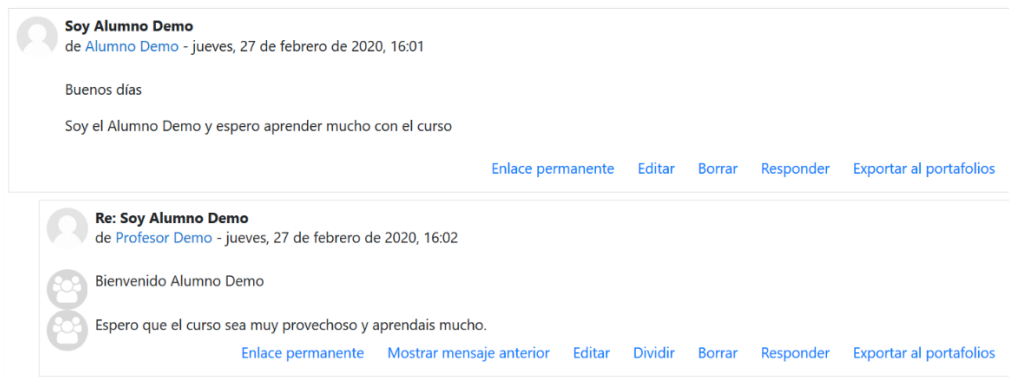 Soy Alumno Demo
de Alumno Demo - jueves, 27 de febrero de 2020, 16:01
Buenos días
Soy el Alumno Demo y espero aprender mucho con el curso
Enlace permanente Editar Borrar Responder Exportar al portafolios
Re: Soy Alumno Demo
de Profesor Demo - jueves, 27 de febrero de 2020, 16:02
Bienvenido Alumno Demo
Espero que el curso sea muy provechoso y aprendais mucho.
Enlace permanente Mostrar mensaje anterior Editar Dividir Borrar Responder Exportar al portafolios